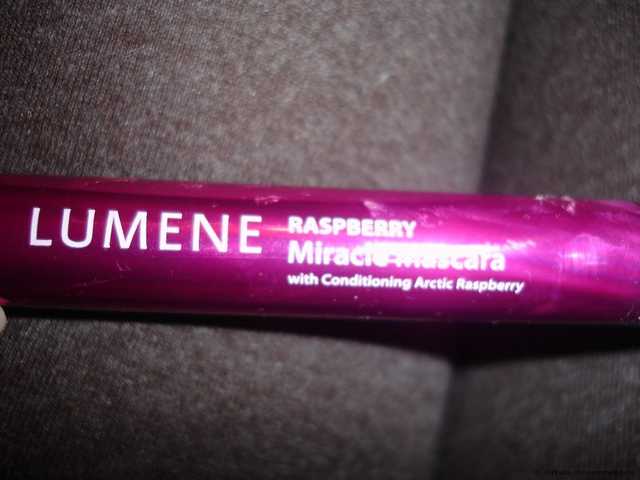 LUMENE
RASPBERRY
Miracle Mascara
with Conditioning Arctic Raspberry